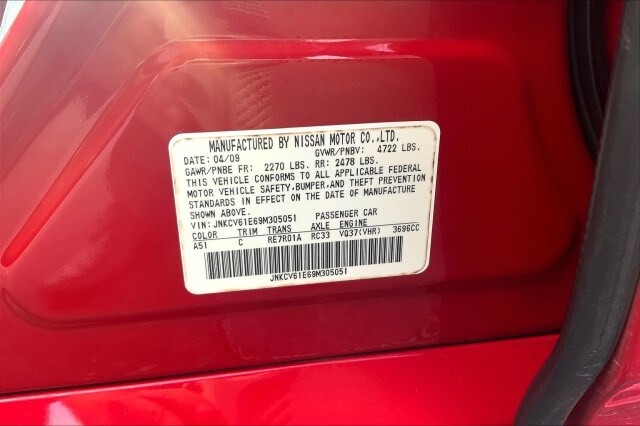 MANUFACTURED BY NISSAN MOTOR CO.,LTD.
DATE: 04/09 GVWR/PNBV: 4722 LBS.
GAWR/PNBE FR: 2270 LBS. RR: 2478 LBS.
THIS VEHICLE CONFORMS TO ALL APPLICABLE FEDERAL
MOTOR VEHICLE SAFETY, BUMPER, AND THEFT PREVENTION
STANDARDS IN EFFECT ON THE DATE OF MANUFACTURE
SHOWN ABOVE.
VIN: JNKCV61E69M305051 PASSENGER CAR
COLOR TRIM TRANS AXLE ENGINE
A51 C RE7R01A RC33 VQ37(VHR) 3696CC
JNKCV61E69M305051